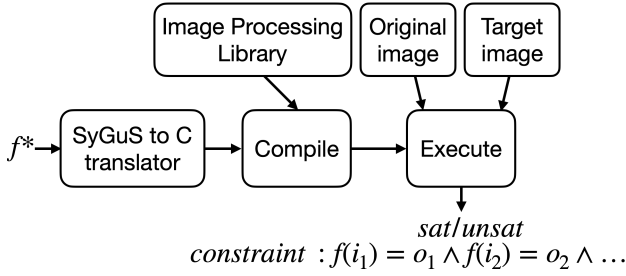 Image Processing
Library
Original
image
Target
image
f*
SyGuS to C
translator
Compile
Execute
sat/unsat
constraint : f(i₁) = o₁ ∧ f(i₂) = o₂ ∧ …